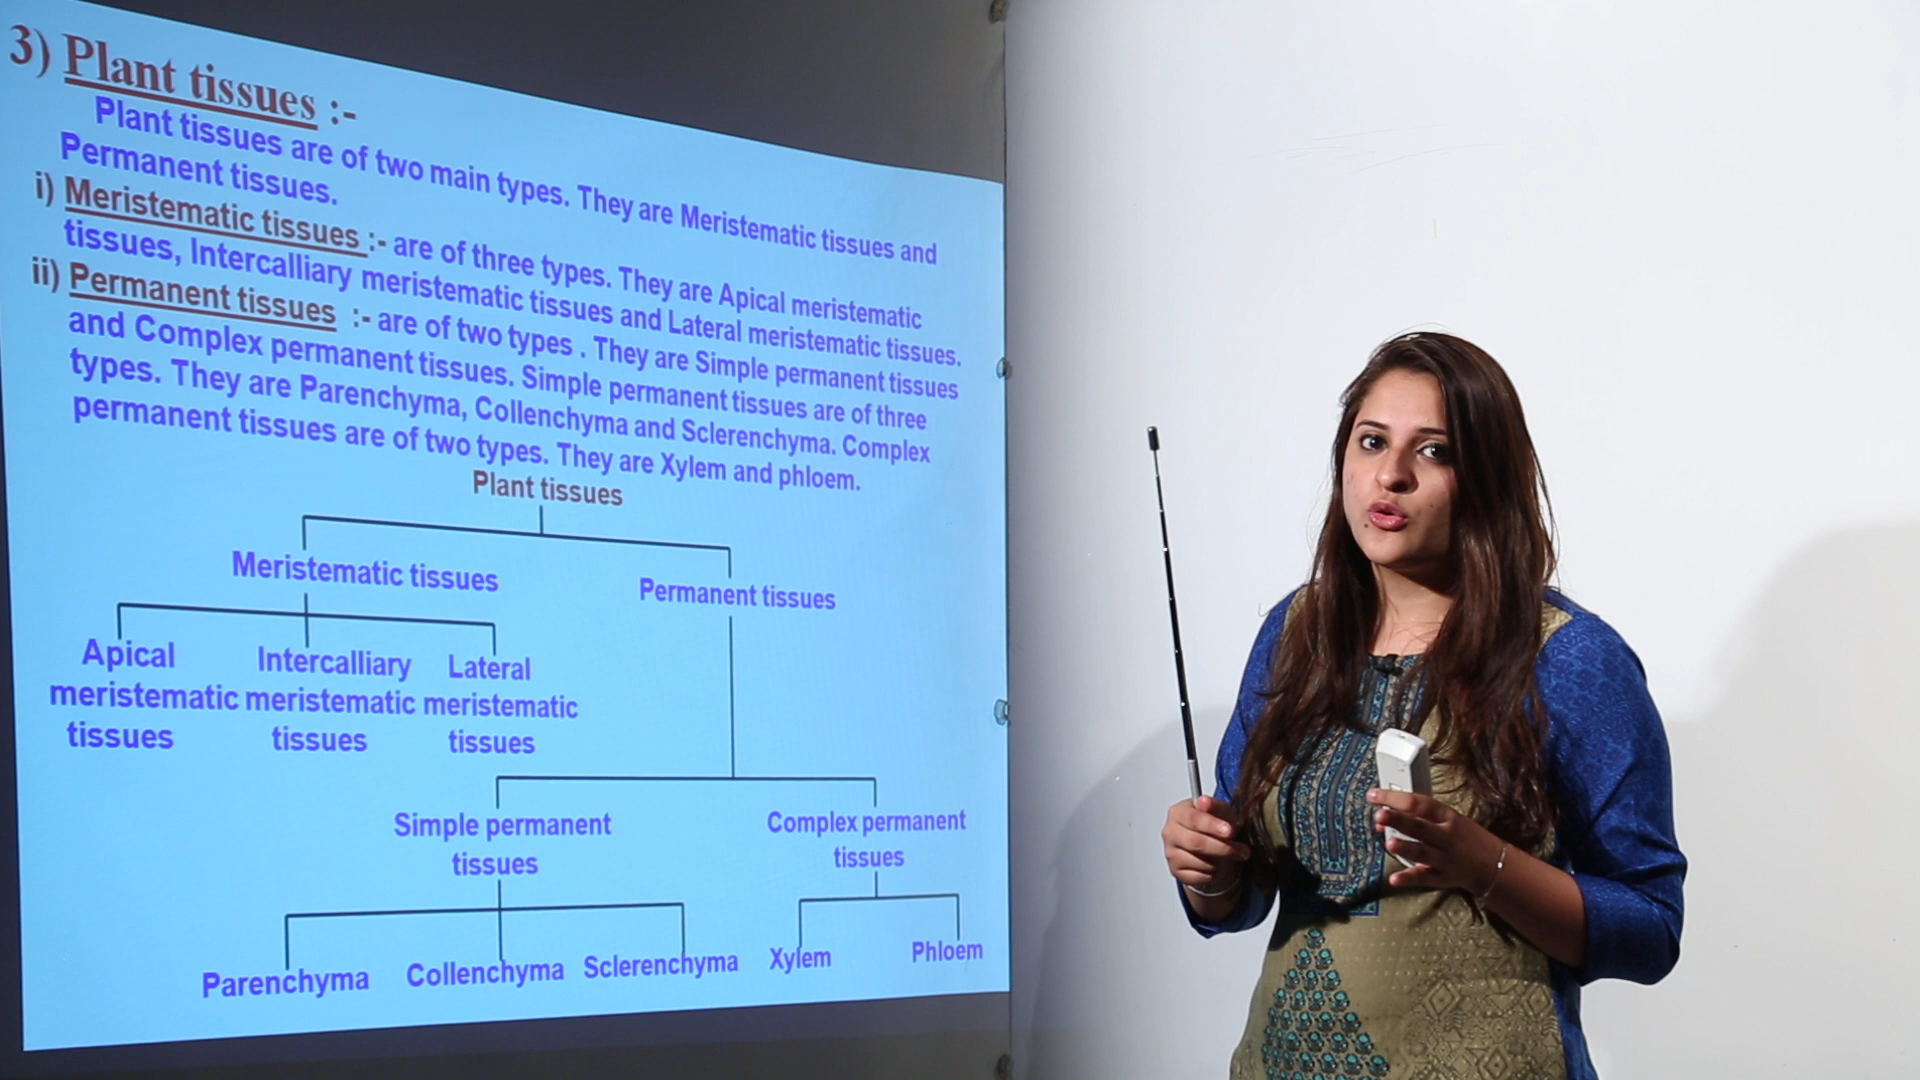 3) Plant tissues :-
Plant tissues are of two main types. They are Meristematic tissues and
Permanent tissues.
i) Meristematic tissues :- are of three types. They are Apical meristematic
tissues, Intercalliary meristematic tissues and Lateral meristematic tissues.
ii) Permanent tissues :- are of two types . They are Simple permanent tissues
and Complex permanent tissues. Simple permanent tissues are of three
types. They are Parenchyma, Collenchyma and Sclerenchyma. Complex
permanent tissues are of two types. They are Xylem and phloem.
Plant tissues
Meristematic tissues
Permanent tissues
Apical
meristematic
tissues
Intercalliary
meristematic
tissues
Lateral
meristematic
tissues
Simple permanent
tissues
Complex permanent
tissues
Parenchyma
Collenchyma
Sclerenchyma
Xylem
Phloem